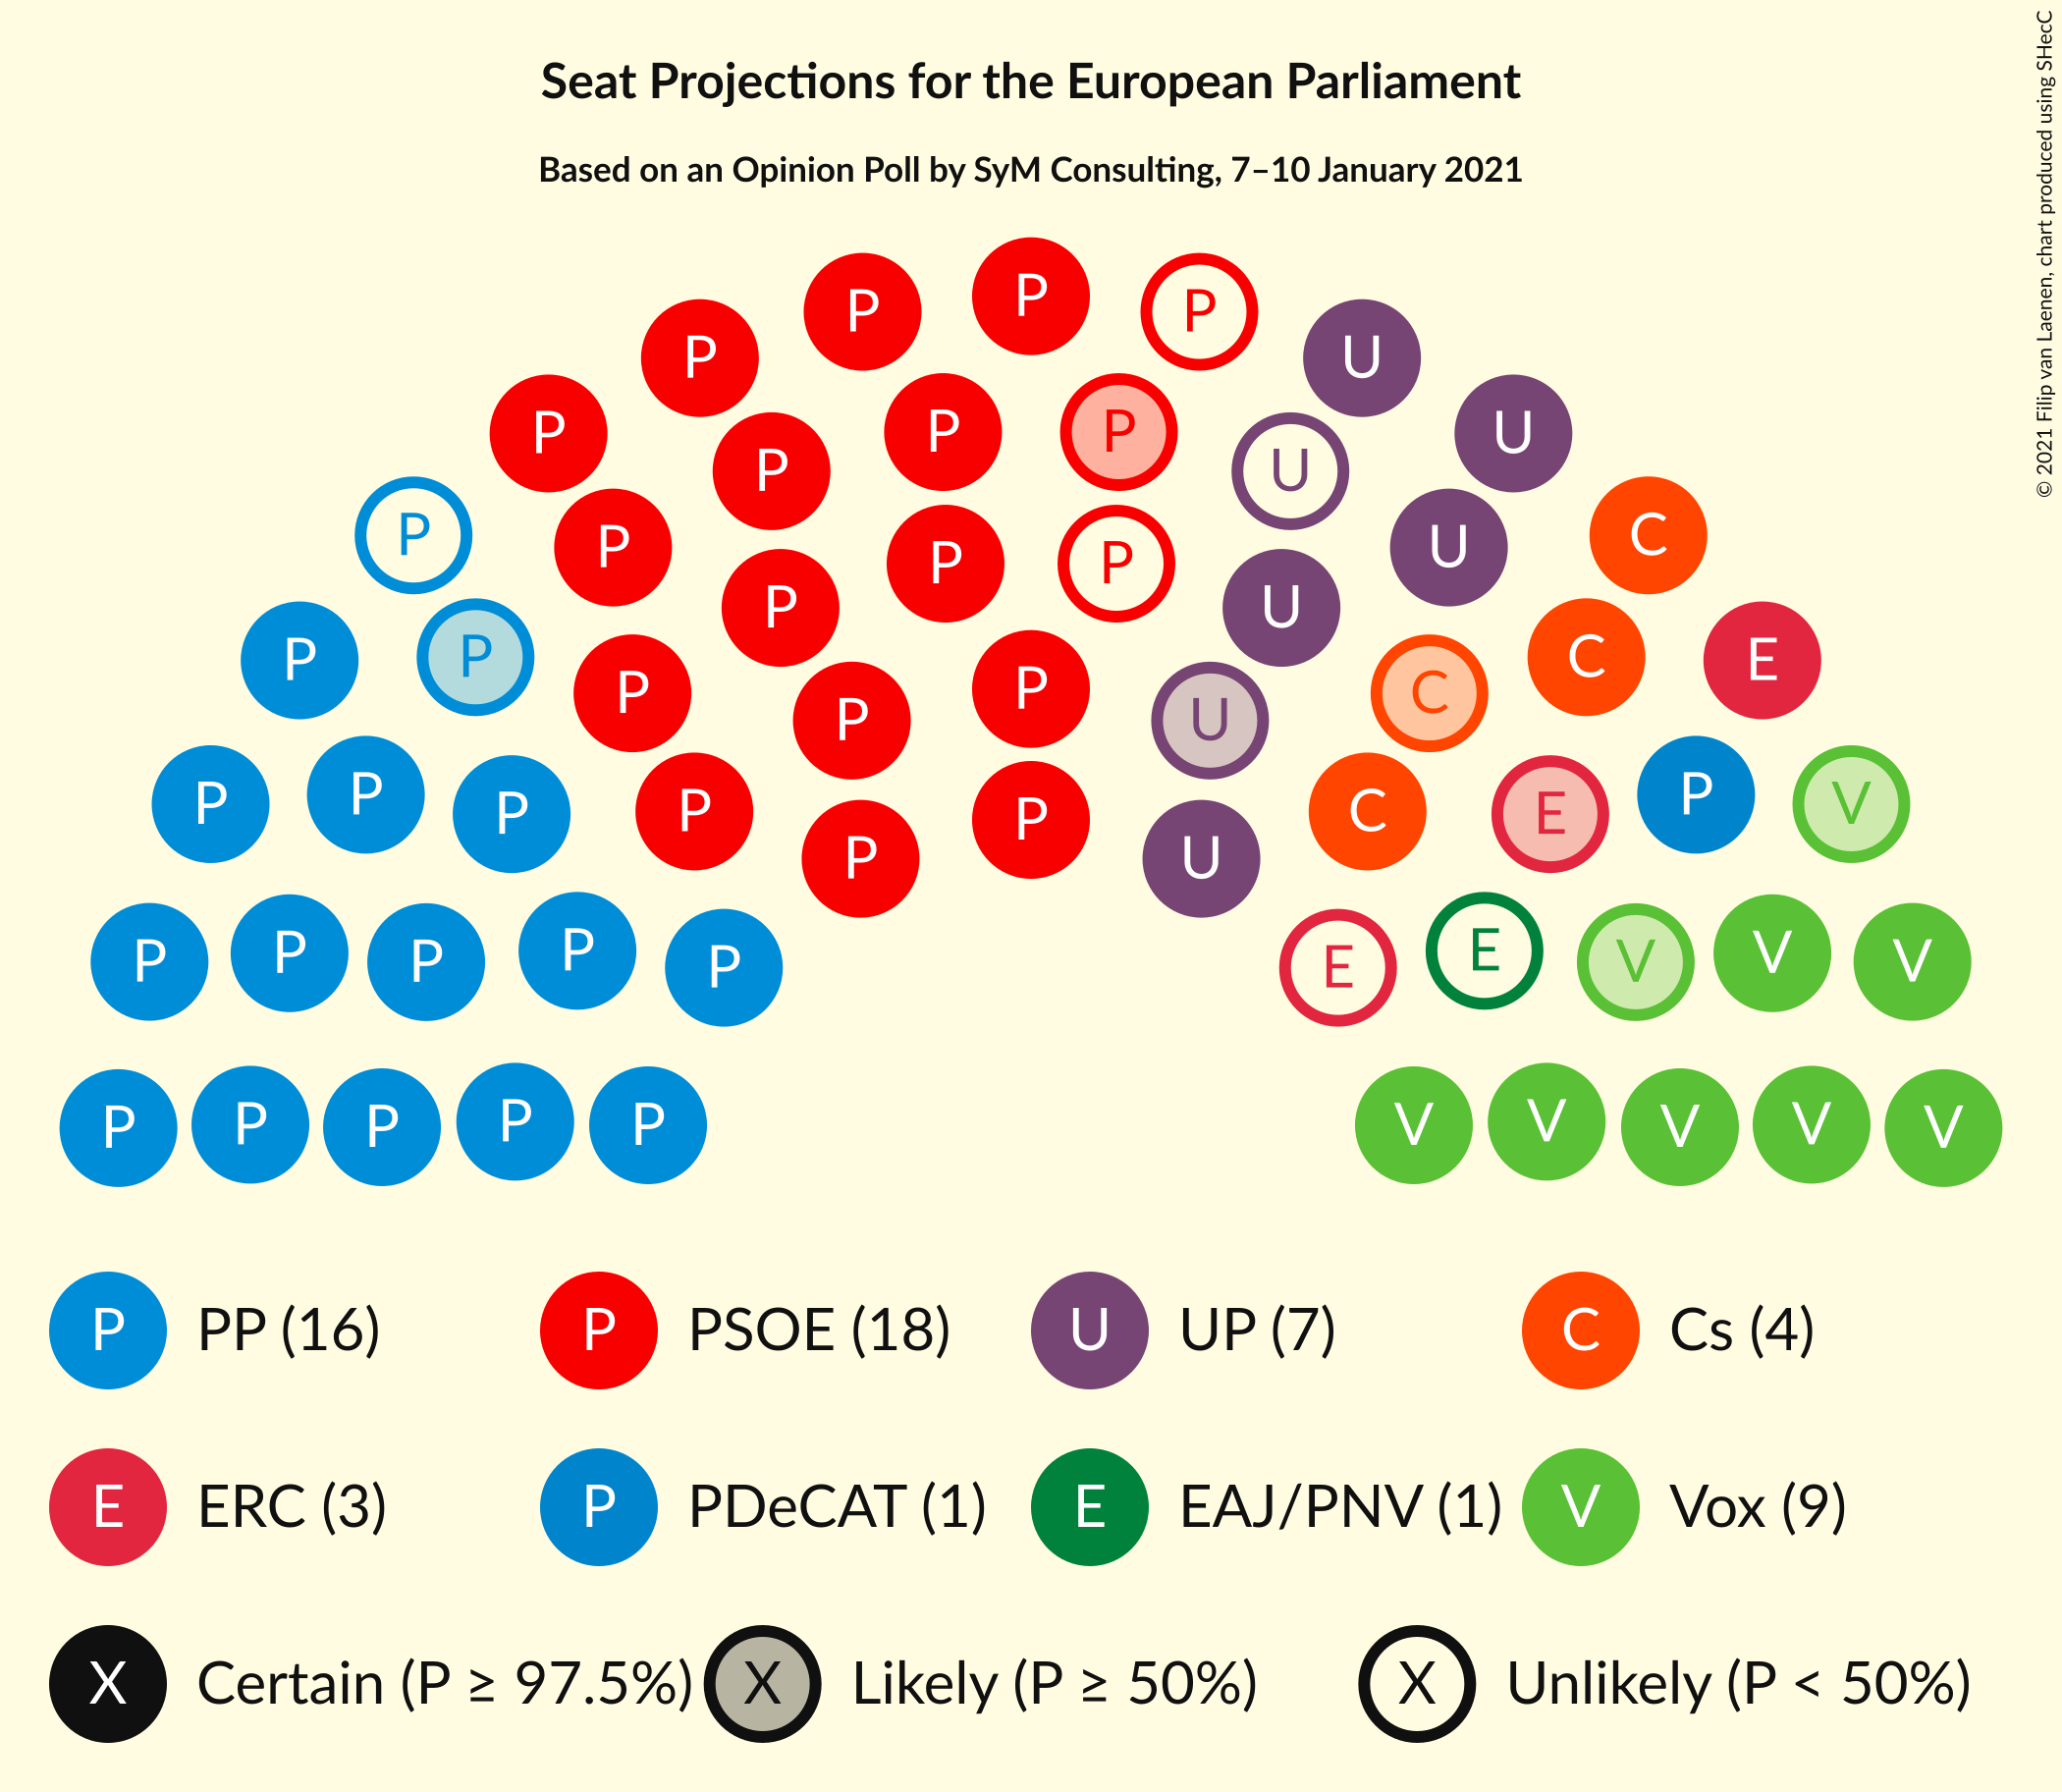 Seat Projections for the European Parliament
Based on an Opinion Poll by SyM Consulting, 7–10 January 2021
© 2021 Filip van Laenen, chart produced using SHecC
P
P P
P U
P P P U
P U
P P C
P P U
P P
P U
P P C
P P E
P P P U C
P P P V
P P P C E
P U
P P P P P E E V V V
P P P P P V V V V V
P PP (16) P PSOE (18) U UP (7) C Cs (4)
E ERC (3) P PDeCAT (1) E EAJ/PNV (1) V Vox (9)
X Certain (P ≥ 97.5%) X Likely (P ≥ 50%) X Unlikely (P < 50%)